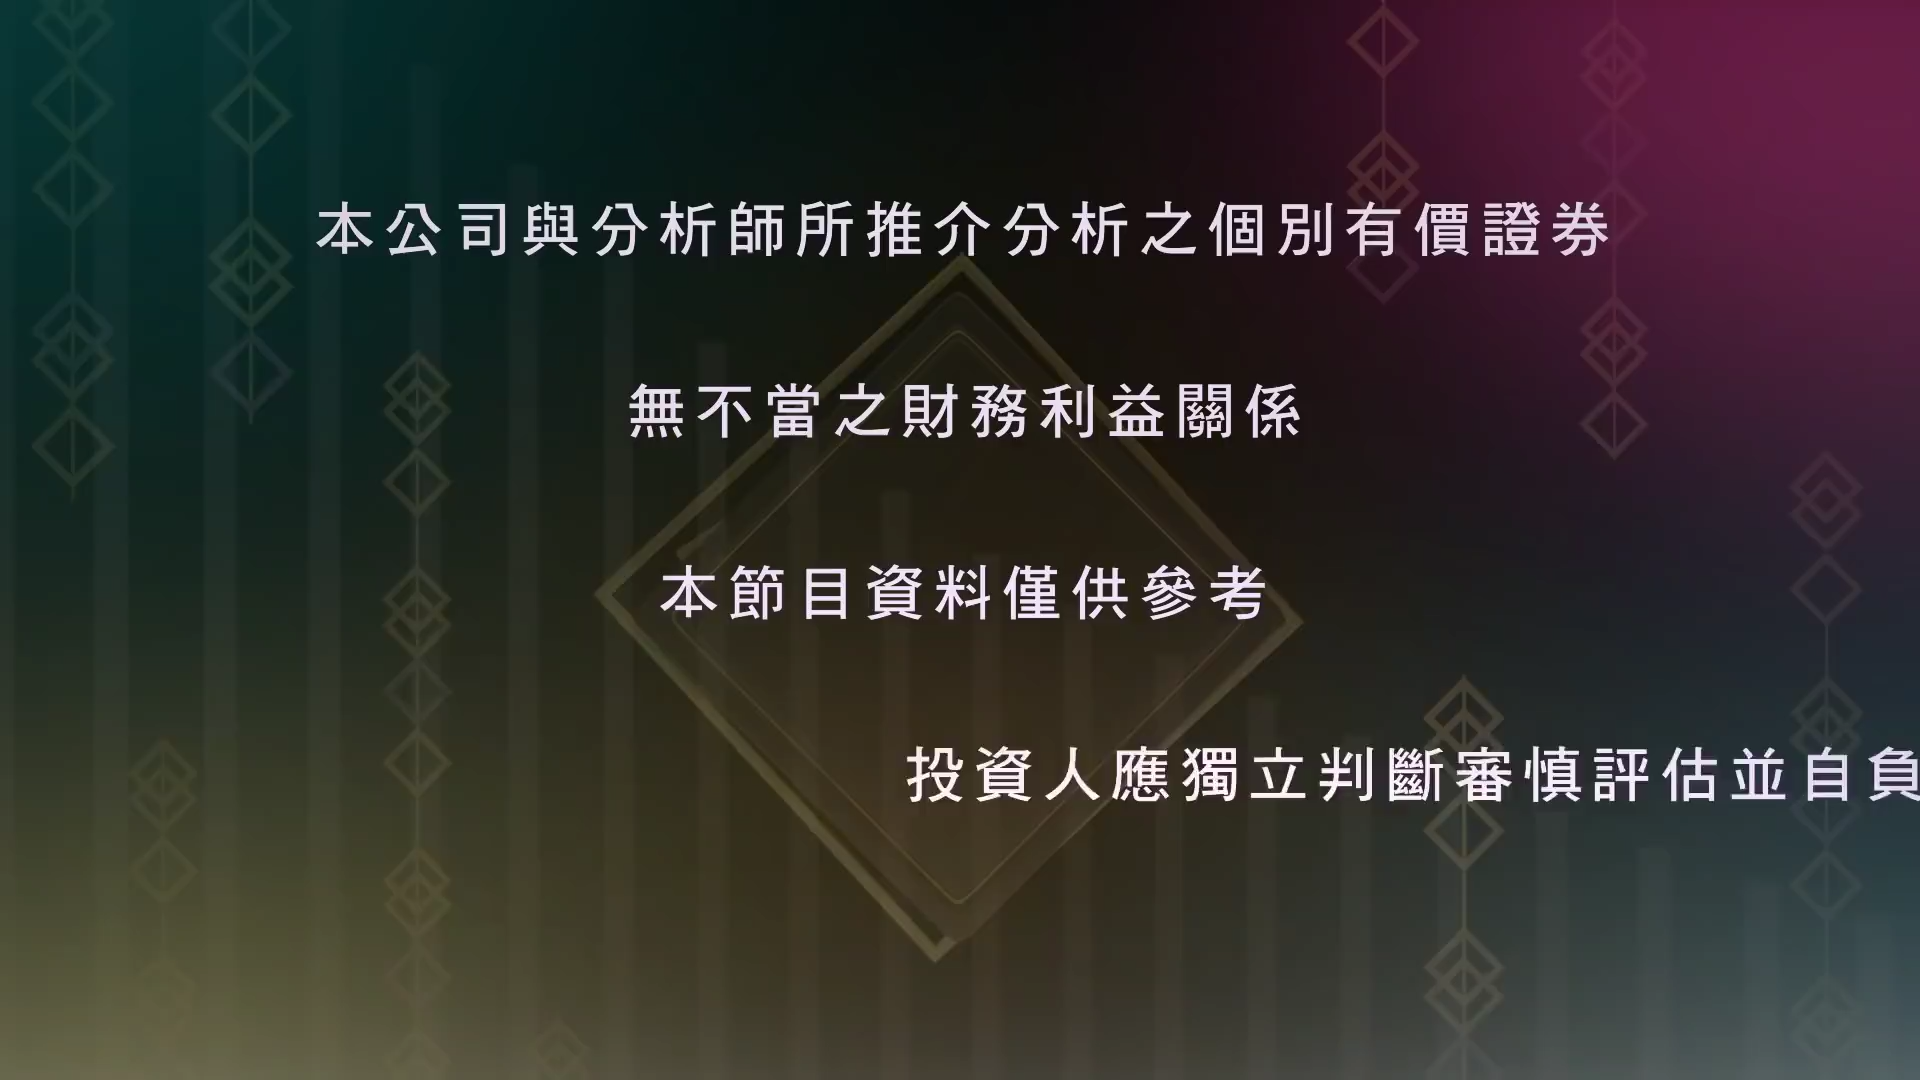 本公司與分析師所推介分析之個別有價證券
無不當之財務利益關係
本節目資料僅供參考
投資人應獨立判斷審慎評估並自負